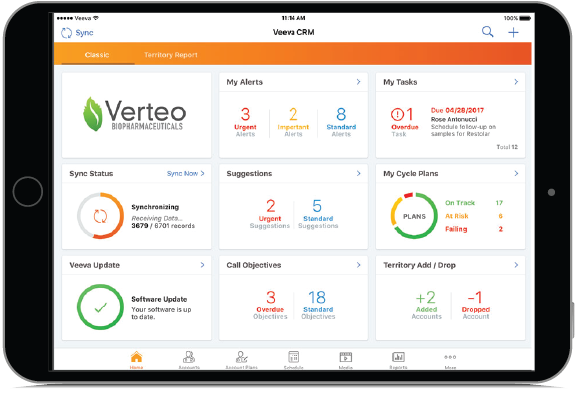 Veeva
11:14 AM
100%
Sync
Veeva CRM
Classic
Territory Report
Verteo
BIOPHARMACEUTICALS
My Alerts
3
Urgent
Alerts
2
Important
Alerts
8
Standard
Alerts
My Tasks
1
Overdue
Task
Due 04/28/2017
Rose Antonucci
Schedule follow-up on
samples for Restolar
Total 12
Sync Status
Sync Now
Synchronizing
Receiving Data...
3679 / 6701 records
Suggestions
2
Urgent
Suggestions
5
Standard
Suggestions
My Cycle Plans
PLANS
On Track 17
At Risk 6
Failing 2
Veeva Update
Software Update
Your software is up
to date.
Call Objectives
3
Overdue
Objectives
18
Standard
Objectives
Territory Add / Drop
+2
Added
Accounts
-1
Dropped
Account
Home
Accounts
Account Plans
Schedule
Media
Reports
More